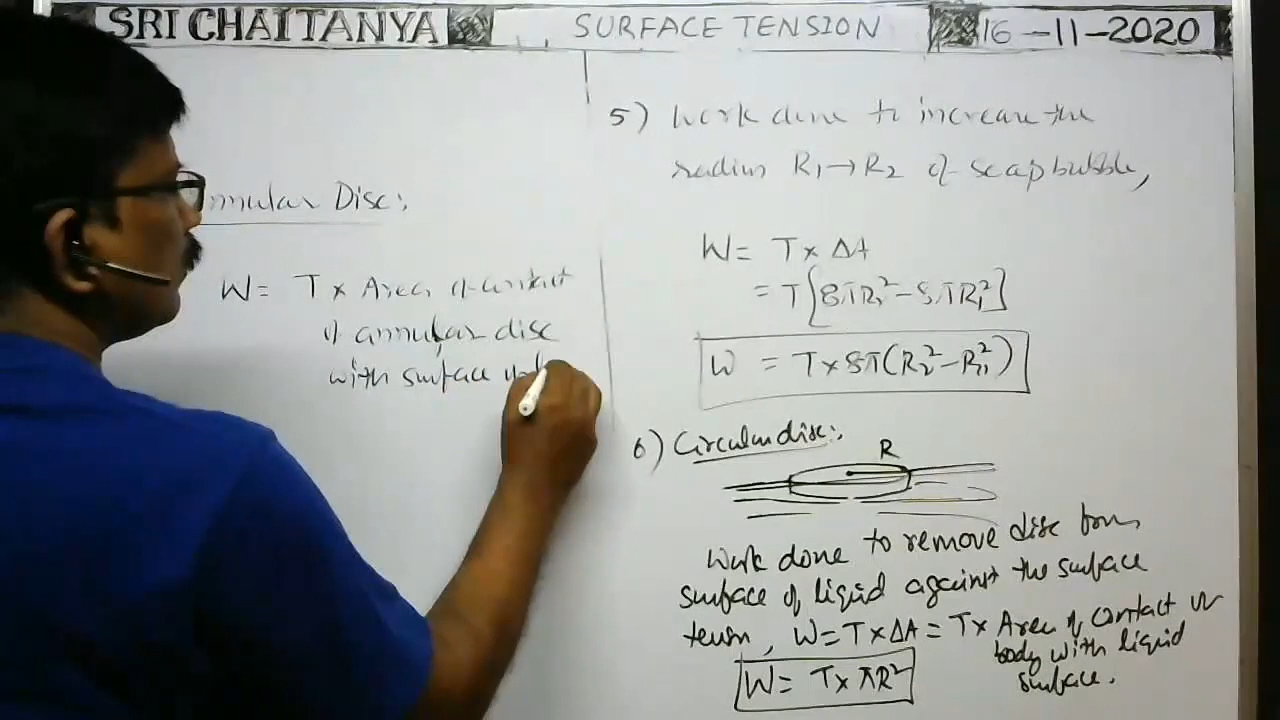 SRI CHAITANYA
SURFACE TENSION
16-11-2020
nnular Disc:,
W = T x Area of contact
of annular disc
with surface of
5) Work done to increase the
radius R₁→R₂ of soap bubble,
W = T x ΔA
= T[8πR₂² - 8πR₁²]
W = T x 8π(R₂² - R₁²)
6) Circular disc:,
R
Work done to remove disc from
surface of liquid against the surface
tension, W = T x ΔA = T x Area of contact of
body with liquid
surface.
W = T x πR²